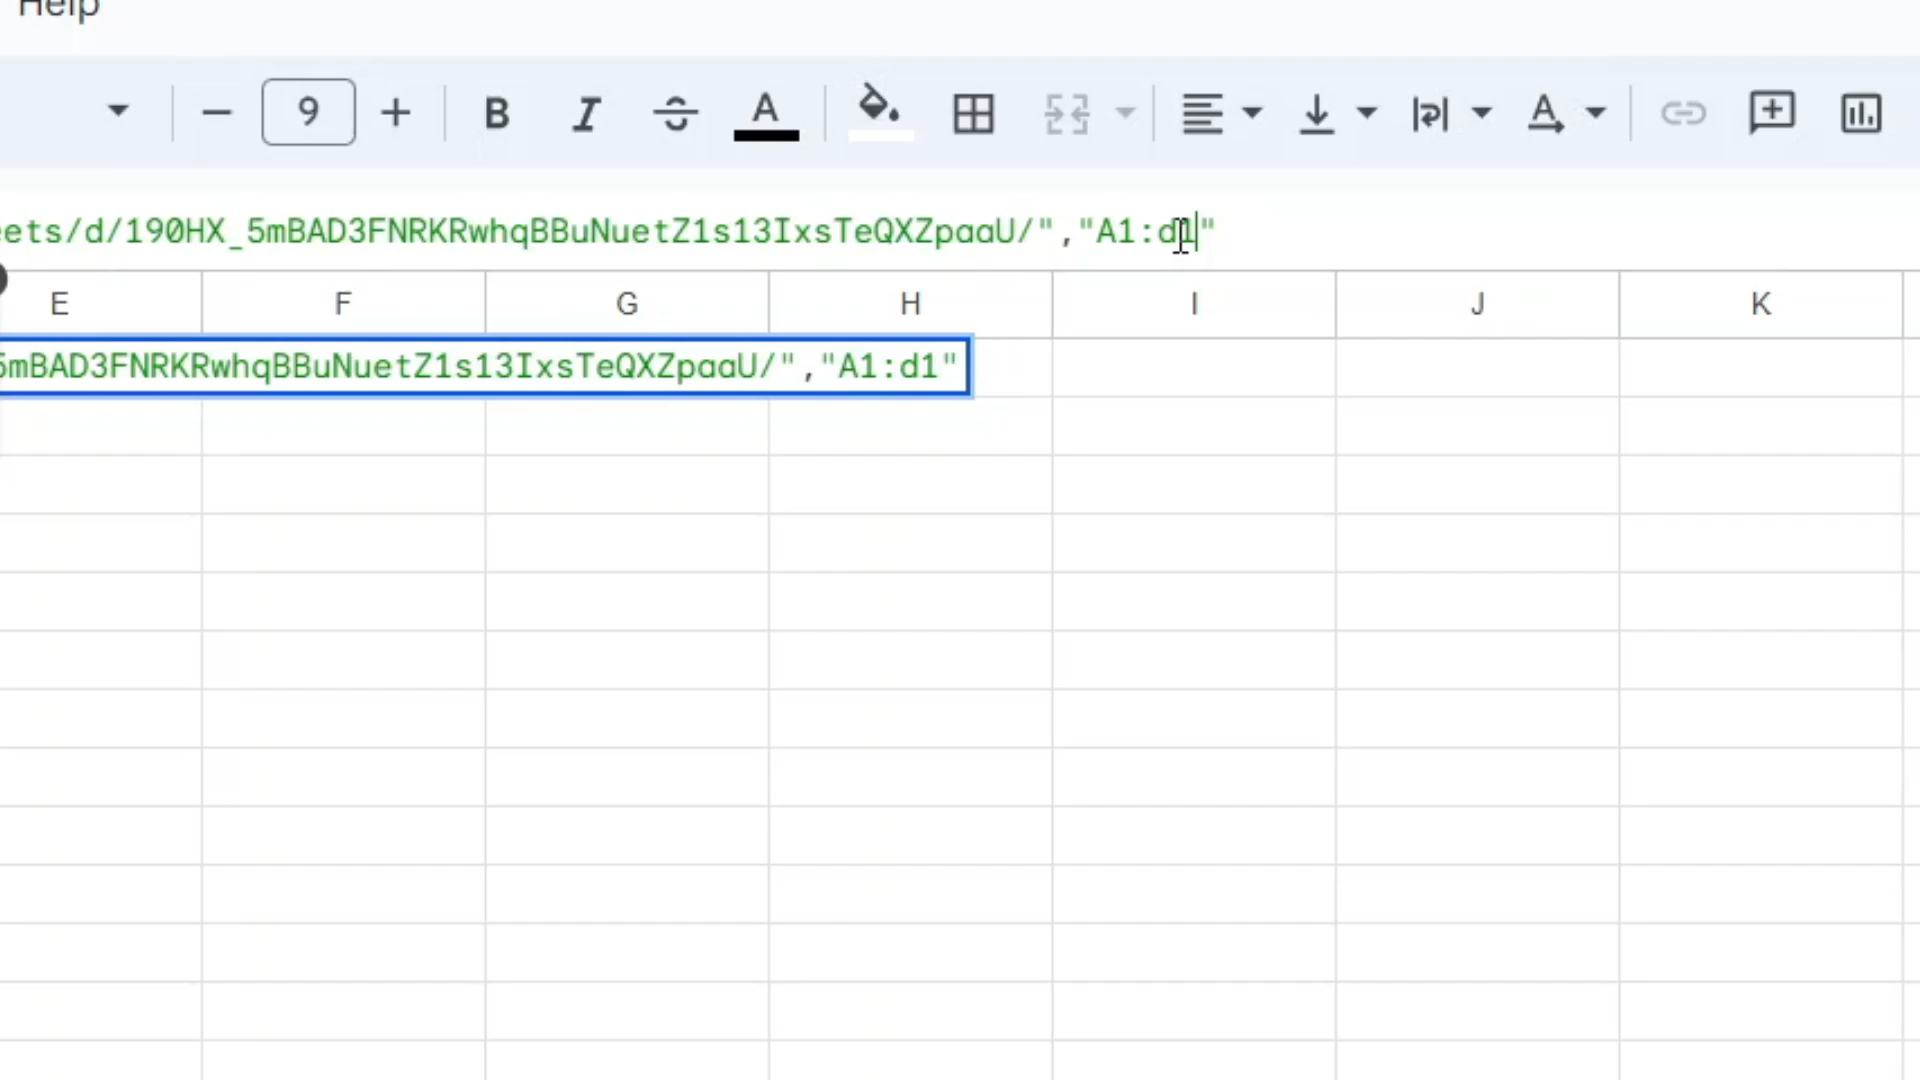 Help
9
B I A A
ets/d/190HX_5mBAD3FNRKRwhqBBuNuetZ1s13IxsTeQXZpaaU/","A1:d1"
E F G H I J K
5mBAD3FNRKRwhqBBuNuetZ1s13IxsTeQXZpaaU/","A1:d1"